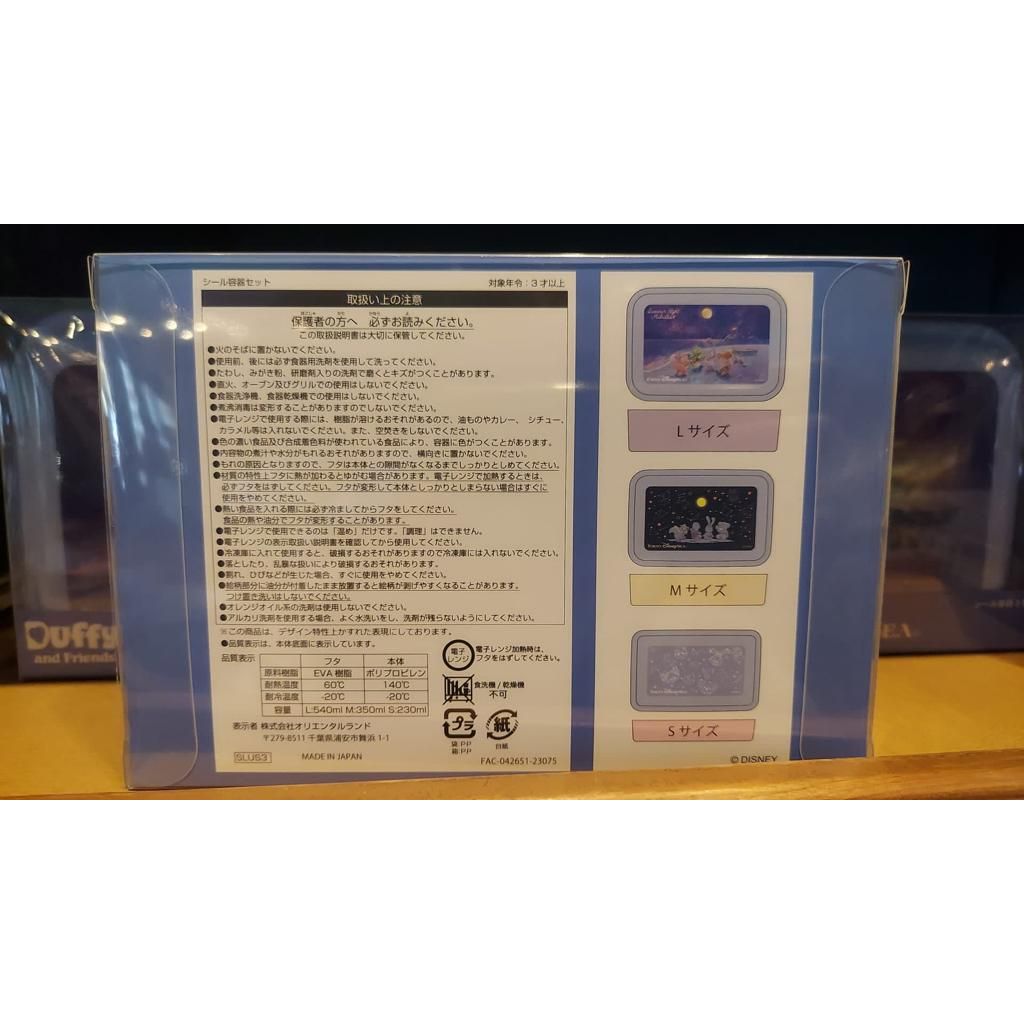 シール容器セット
対象年令：3才以上
取扱い上の注意
保護者の方へ 必ずお読みください。
この取扱説明書は大切に保管してください。
●火のそばに置かないでください。
●使用前、後には必ず食器用洗剤を使用して洗ってください。
●たわし、みがき粉、研磨剤入りの洗剤で磨くとキズがつくことがあります。
●直火、オーブン及びグリルでの使用はしないでください。
●食器洗浄機、食器乾燥機での使用はしないでください。
●煮沸消毒は変形することがありますのでしないでください。
●電子レンジで使用する際には、樹脂が溶けるおそれがあるので、油ものやカレー、シチュー、
カラメル等は入れないでください。また、空焚きをしないでください。
●色の濃い食品及び合成着色料が使われている食品により、容器に色がつくことがあります。
●内容物の煮汁や水分がもれるおそれがありますので、横向きに置かないでください。
●もれの原因となりますので、フタは本体との隙間がなくなるまでしっかりとしめてください。
●材質の特性上フタに熱が加わるとゆがむ場合があります。電子レンジで加熱するときは、
必ずフタをはずしてください。フタが変形して本体としっかりとしまらない場合はすぐに
使用をやめてください。
●熱い食品を入れる際には必ず冷ましてからフタをしてください。
食品の熱や油分でフタが変形することがあります。
●電子レンジで使用できるのは「温め」だけです。「調理」はできません。
●電子レンジの表示取扱い説明書を確認してから使用してください。
●冷凍庫に入れて使用すると、破損するおそれがありますので冷凍庫には入れないでください。
●落としたり、乱暴な扱いにより破損するおそれがあります。
●割れ、ひびなどが生じた場合、すぐに使用をやめてください。
●絵柄部分に油分が付着したまま放置すると絵柄が剥げやすくなることがあります。
つけ置き洗いはしないでください。
●オレンジオイル系の洗剤は使用しないでください。
●アルカリ洗剤を使用する場合、よく水洗いをし、洗剤が残らないようにしてください。
※この商品は、デザイン特性上かすれた表現にしております。
●品質表示は、本体底面に表示しています。
品質表示
フタ 本体
原料樹脂 EVA樹脂 ポリプロピレン
耐熱温度 60℃ 140℃
耐冷温度 -20℃ -20℃
容量 L:540ml M:350ml S:230ml
電子レンジ
電子レンジ加熱時は、
フタをはずしてください。
食洗機/乾燥機
不可
プラ
袋:PP
箱:PP
紙
台紙
表示者 株式会社オリエンタルランド
〒279-8511 千葉県浦安市舞浜 1-1
SLUS3
MADE IN JAPAN
FAC-042651-23075
Lサイズ
Mサイズ
Sサイズ
© DISNEY
Duffy
and Friends